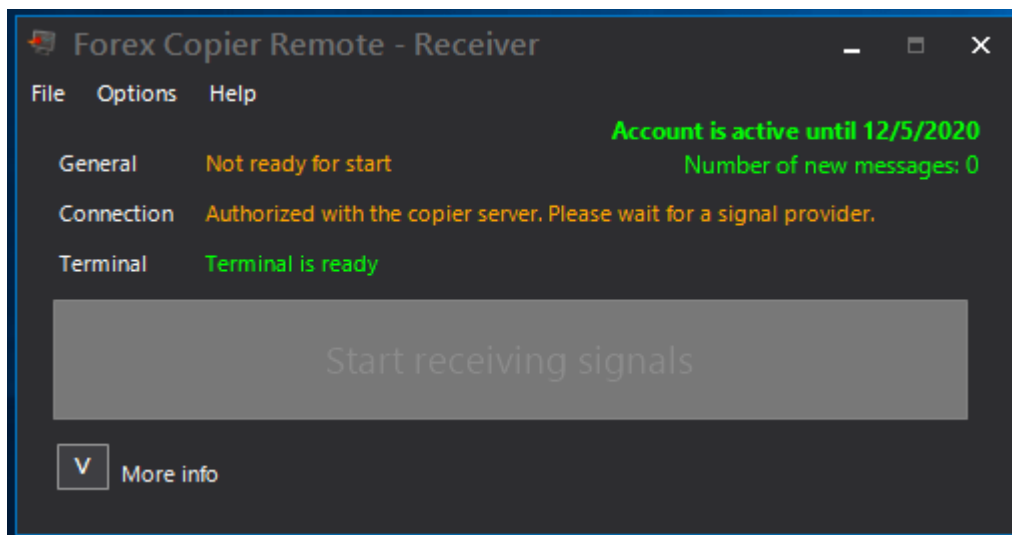 Forex Copier Remote - Receiver
File Options Help
Account is active until 12/5/2020
General Not ready for start Number of new messages: 0
Connection Authorized with the copier server. Please wait for a signal provider.
Terminal Terminal is ready
Start receiving signals
V More info